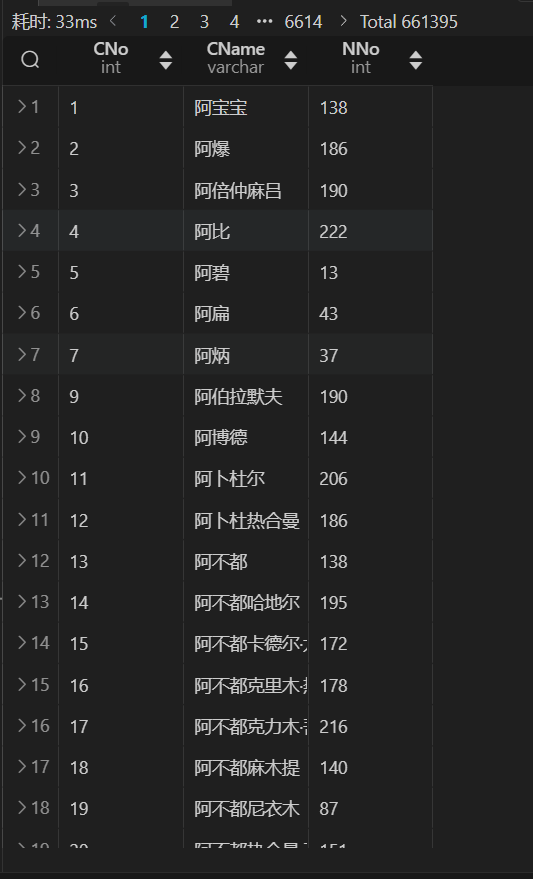 耗时: 33ms 1 2 3 4 ··· 6614 Total 661395
CNo CName NNo
int varchar int
1 1 阿宝宝 138
2 2 阿爆 186
3 3 阿倍仲麻吕 190
4 4 阿比 222
5 5 阿碧 13
6 6 阿扁 43
7 7 阿炳 37
8 9 阿伯拉默夫 190
9 10 阿博德 144
10 11 阿卜杜尔 206
11 12 阿卜杜热合曼 186
12 13 阿不都 138
13 14 阿不都哈地尔 195
14 15 阿不都卡德尔· 172
15 16 阿不都克里木· 178
16 17 阿不都克力木· 216
17 18 阿不都麻木提 140
18 19 阿不都尼衣木 87